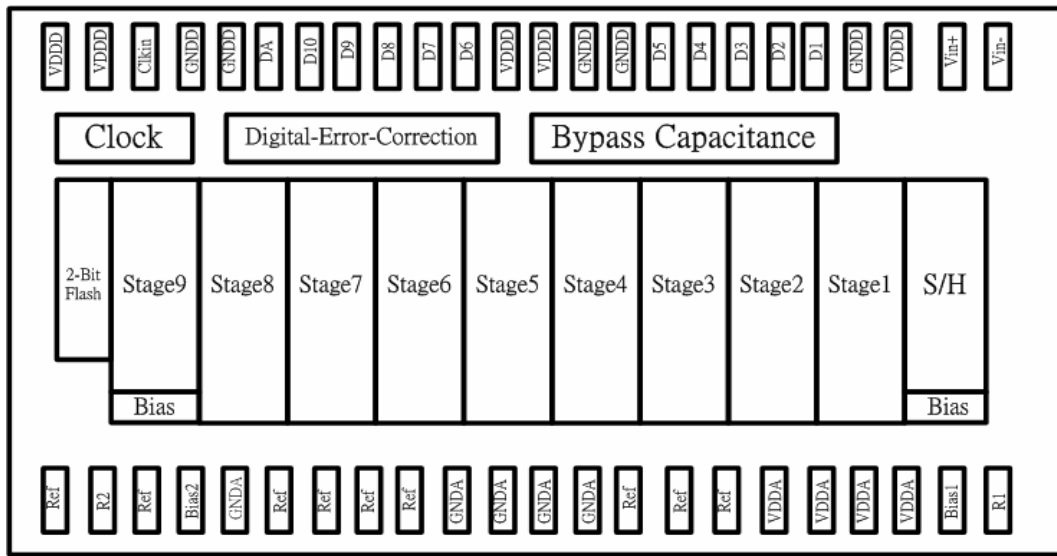 VDDD VDDD Clkin GNDD GNDD DA D10 D9 D8 D7 D6 VDDD VDDD GNDD GNDD D5 D4 D3 D2 D1 GNDD VDDD Vin+ Vin-
Clock Digital-Error-Correction Bypass Capacitance
2-Bit
Flash
Stage9 Stage8 Stage7 Stage6 Stage5 Stage4 Stage3 Stage2 Stage1 S/H
Bias Bias
Ref R2 Ref Bias2 GNDA Ref Ref Ref Ref GNDA GNDA GNDA GNDA Ref Ref Ref VDDA VDDA VDDA VDDA Bias1 R1